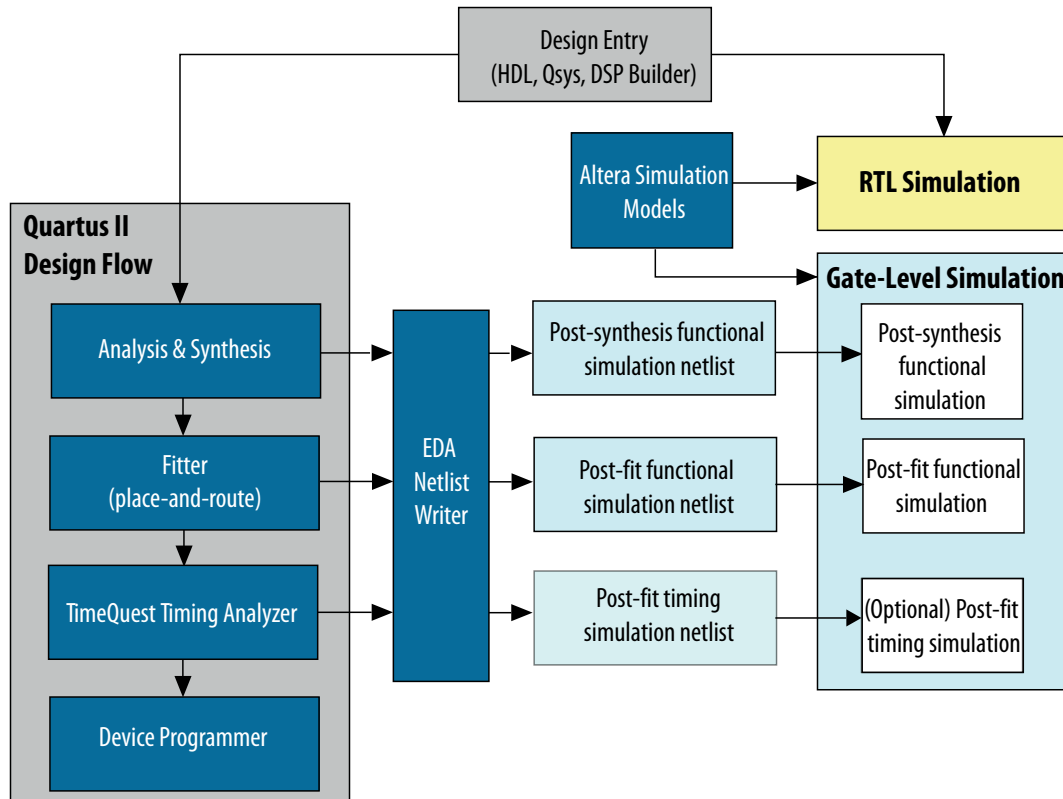 Design Entry
(HDL, Qsys, DSP Builder)
Altera Simulation
Models
RTL Simulation
Quartus II
Design Flow
Gate-Level Simulation
Analysis & Synthesis
Post-synthesis functional
simulation netlist
Post-synthesis
functional
simulation
Fitter
(place-and-route)
EDA
Netlist
Writer
Post-fit functional
simulation netlist
Post-fit functional
simulation
TimeQuest Timing Analyzer
Post-fit timing
simulation netlist
(Optional) Post-fit
timing simulation
Device Programmer